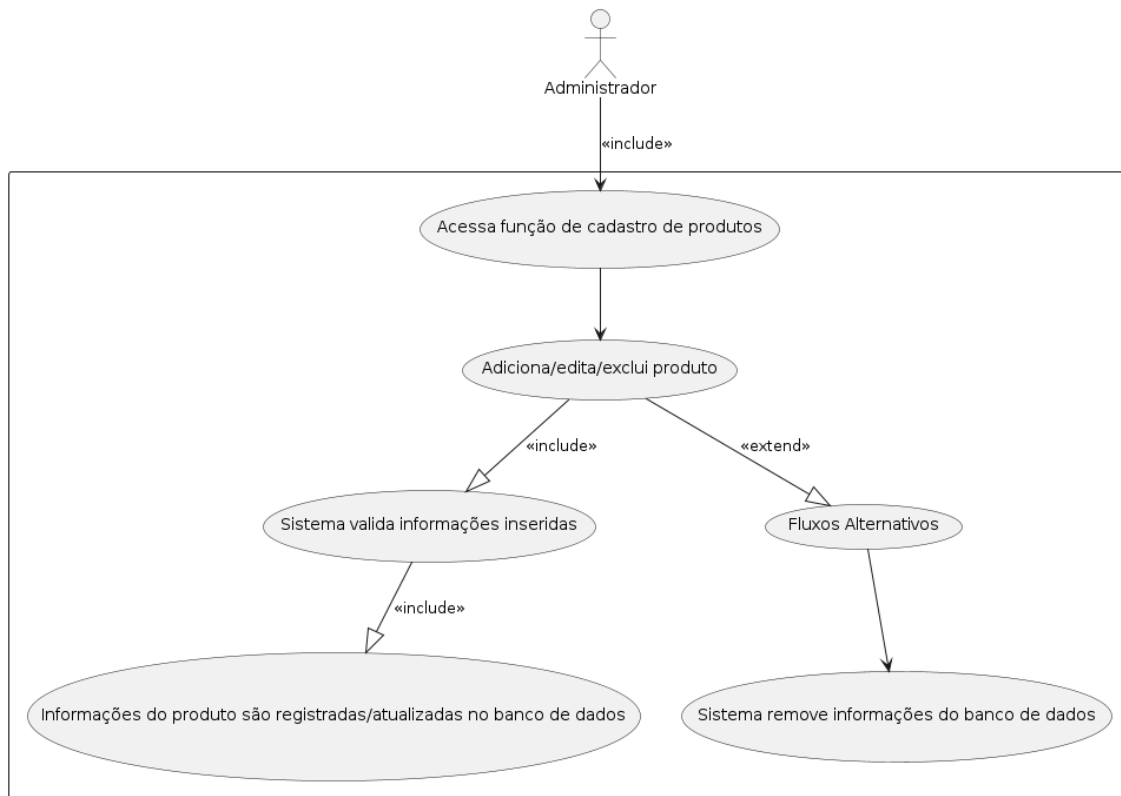 Administrador
«include»
Acessa função de cadastro de produtos
Adiciona/edita/exclui produto
«include»
«extend»
Sistema valida informações inseridas
Fluxos Alternativos
«include»
Informações do produto são registradas/atualizadas no banco de dados
Sistema remove informações do banco de dados